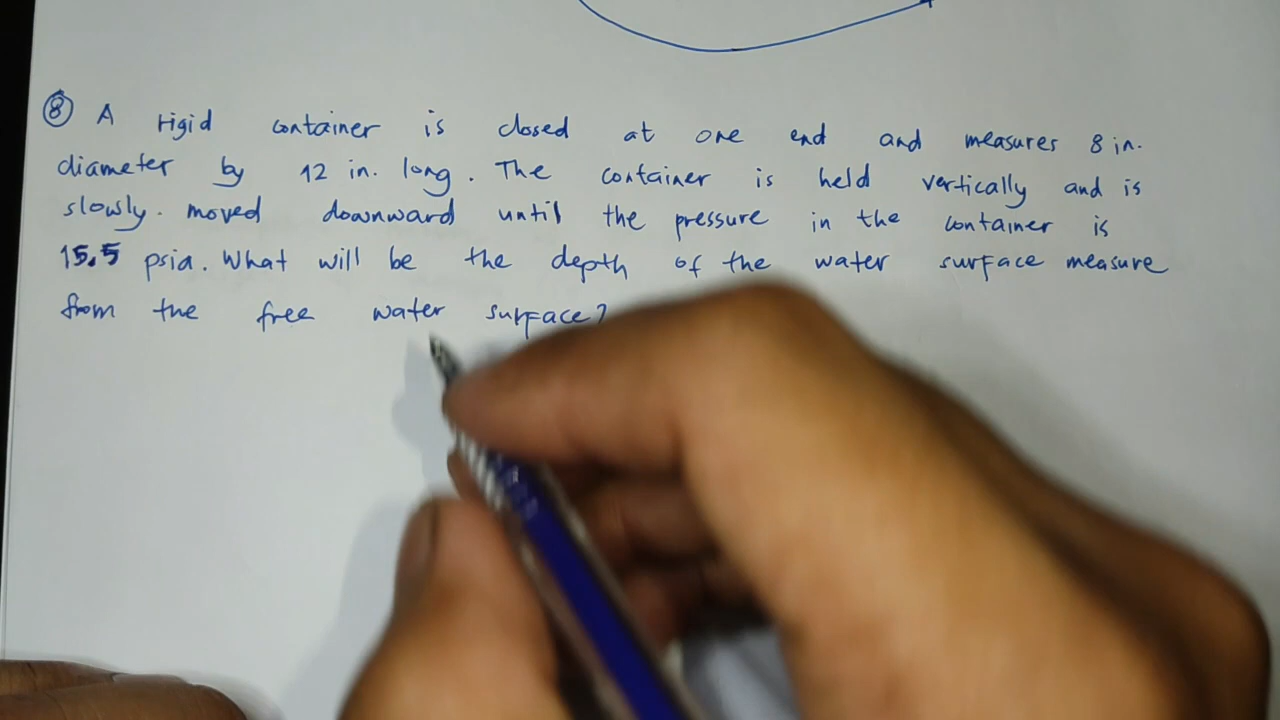 ⑧ A rigid container is closed at one end and measures 8 in.
diameter by 12 in. long. The container is held vertically and is
slowly. moved downward until the pressure in the container is
15.5 psia. What will be the depth of the water surface measure
from the free water surface?